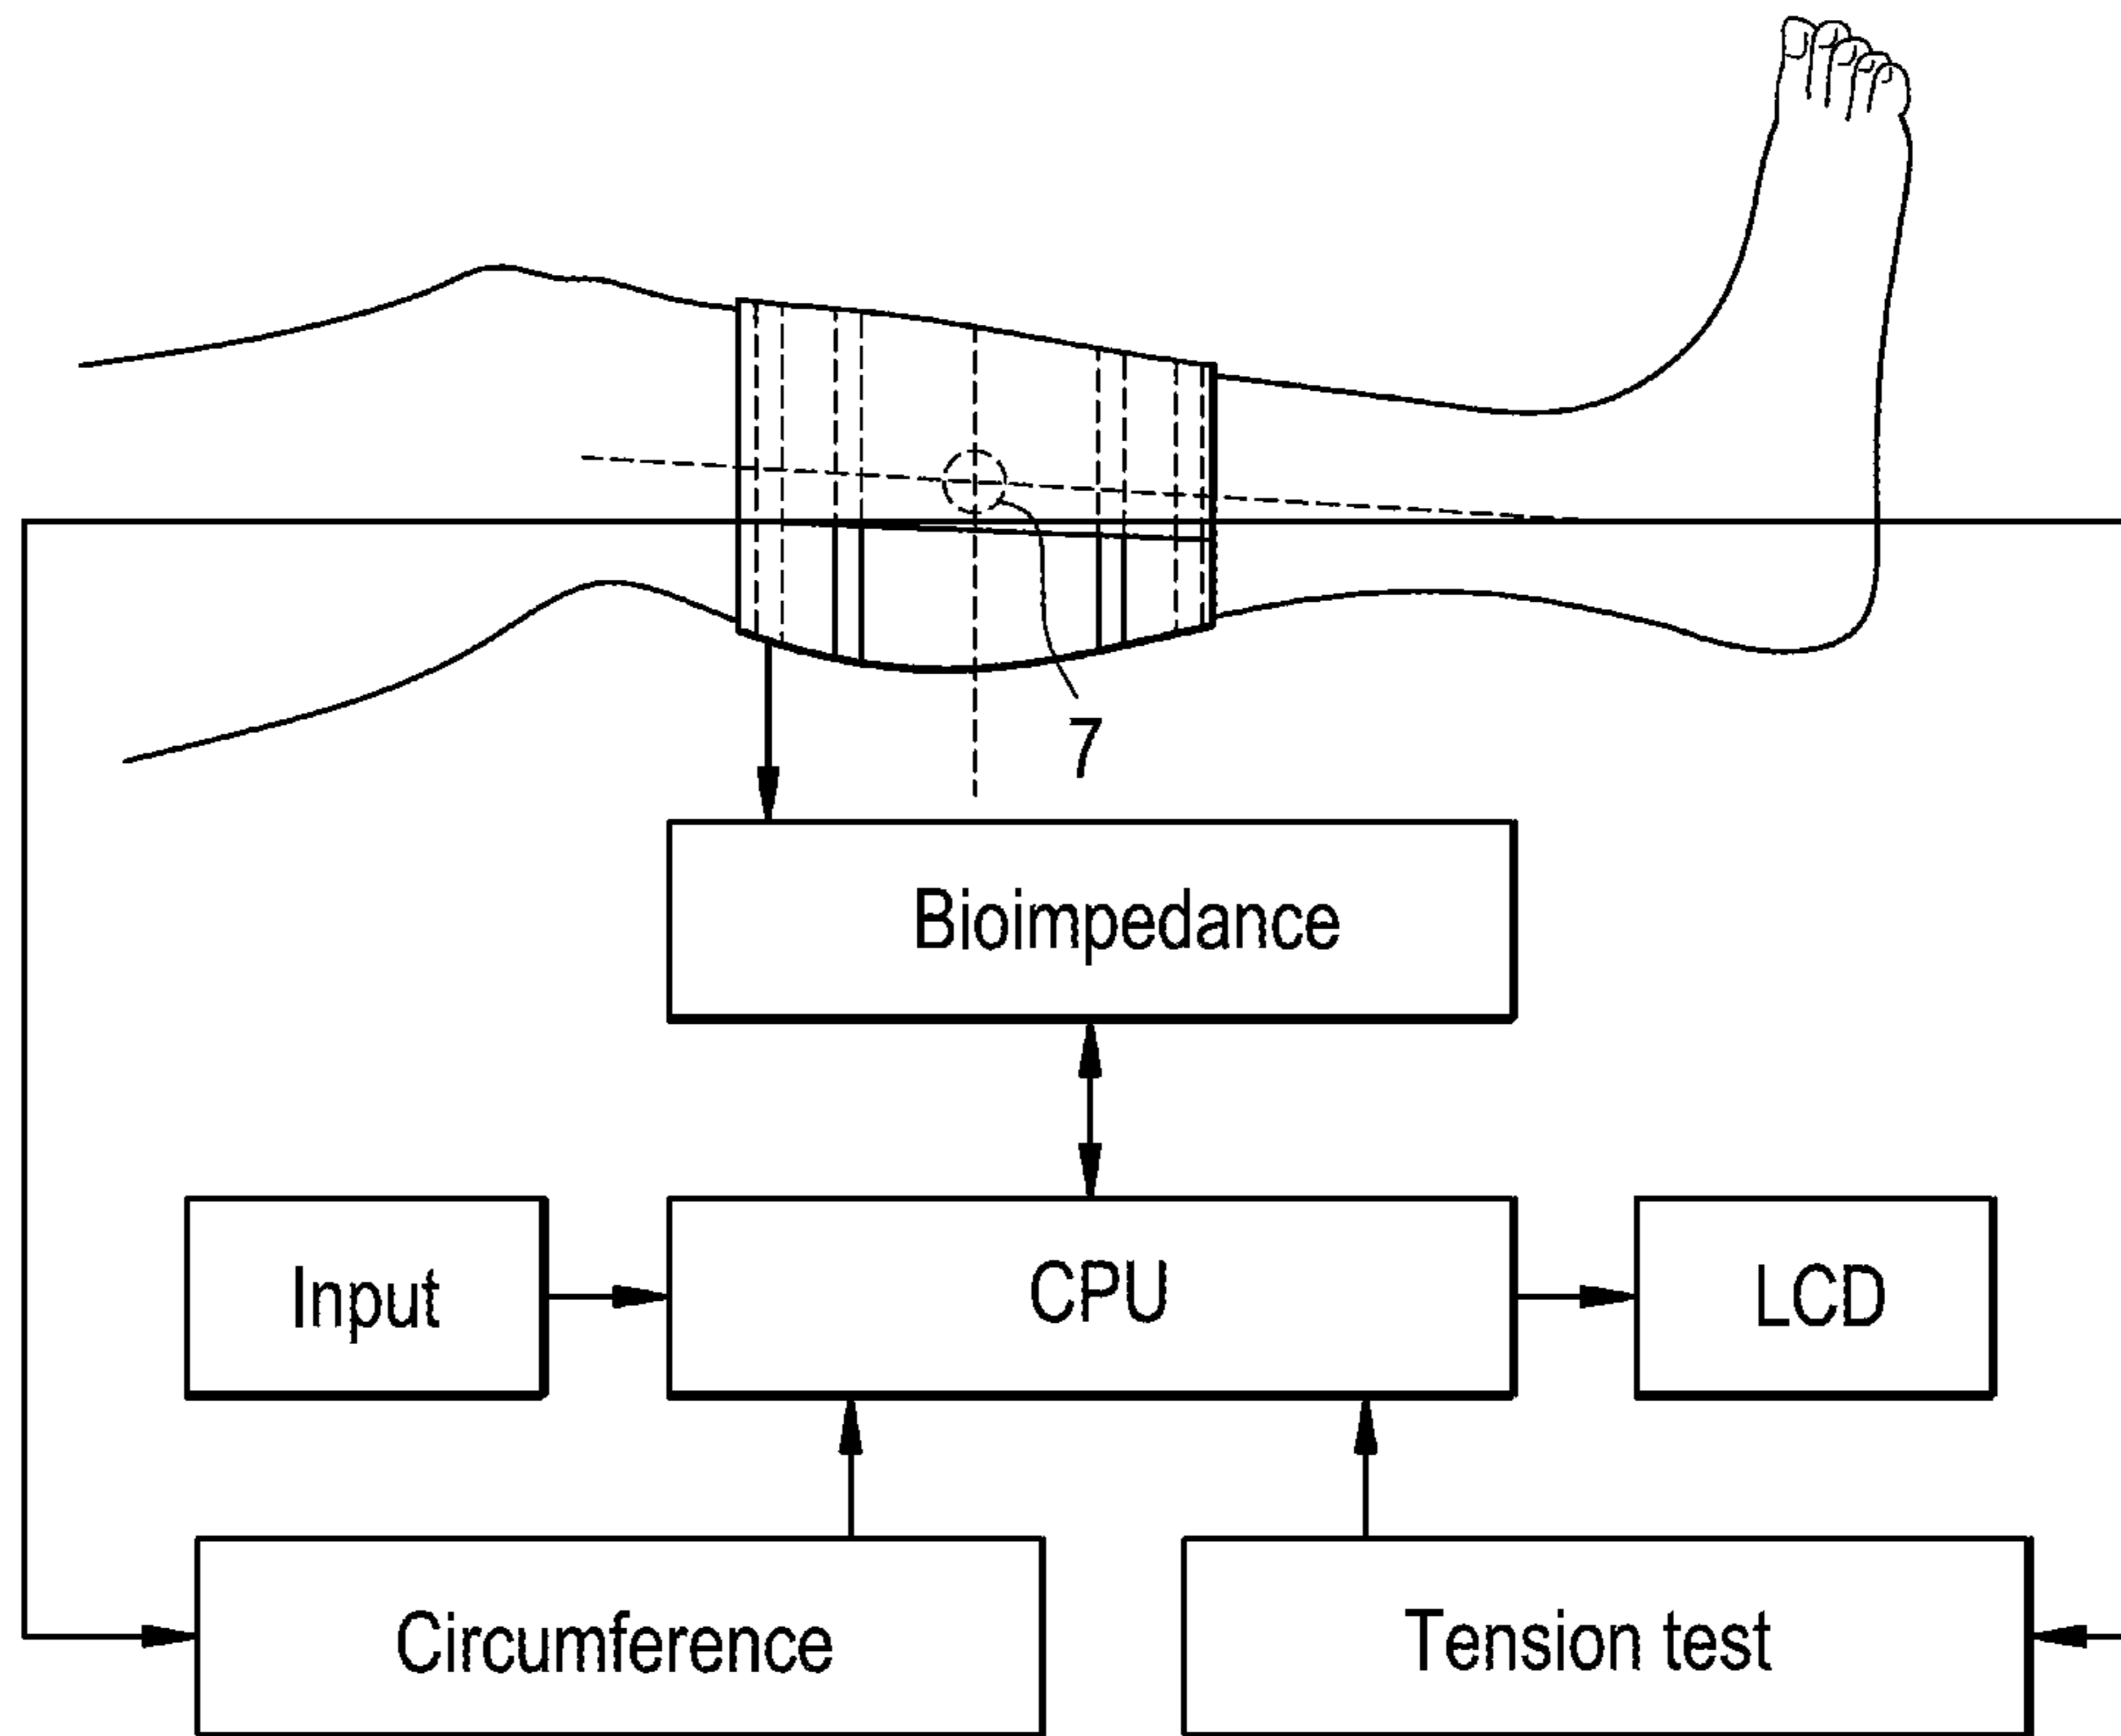 7
Bioimpedance
Input
CPU
LCD
Circumference
Tension test